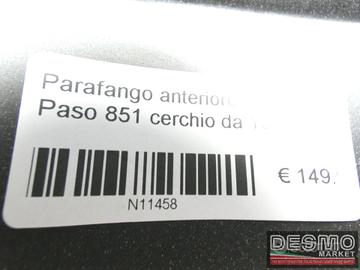 Parafango anteriore
Paso 851 cerchio da
€ 149.
N11458
DESMO
MARKET